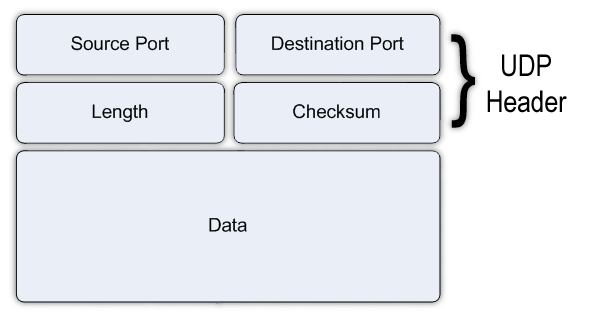 Source Port
Destination Port
UDP
Header
Length
Checksum
Data